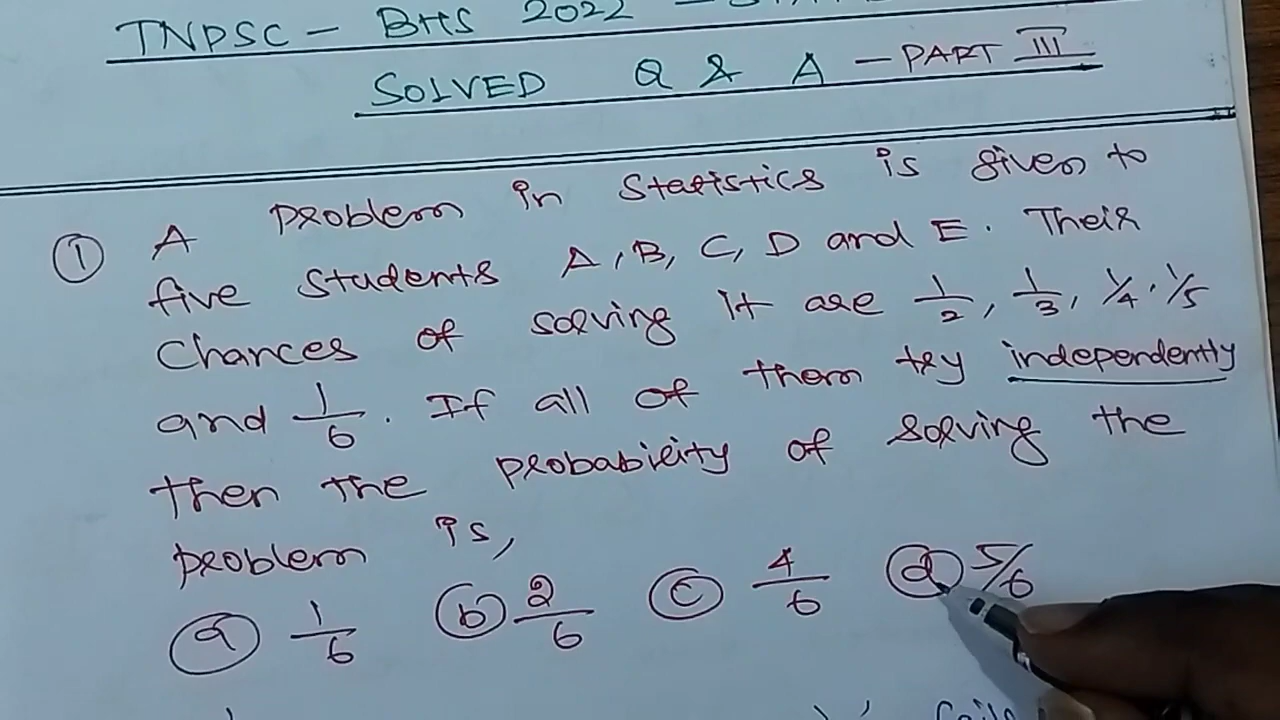 TNPSC - BHS 2022 -
SOLVED Q & A - PART III
① A problem in Statistics is given to
five students A, B, C, D and E. Their
Chances of solving it are 1/2, 1/3, 1/4, 1/5
and 1/6. If all of them try independently
then the probability of solving the
problem is,
ⓐ 1/6 ⓑ 2/6 ⓒ 4/6 ⓓ 5/6